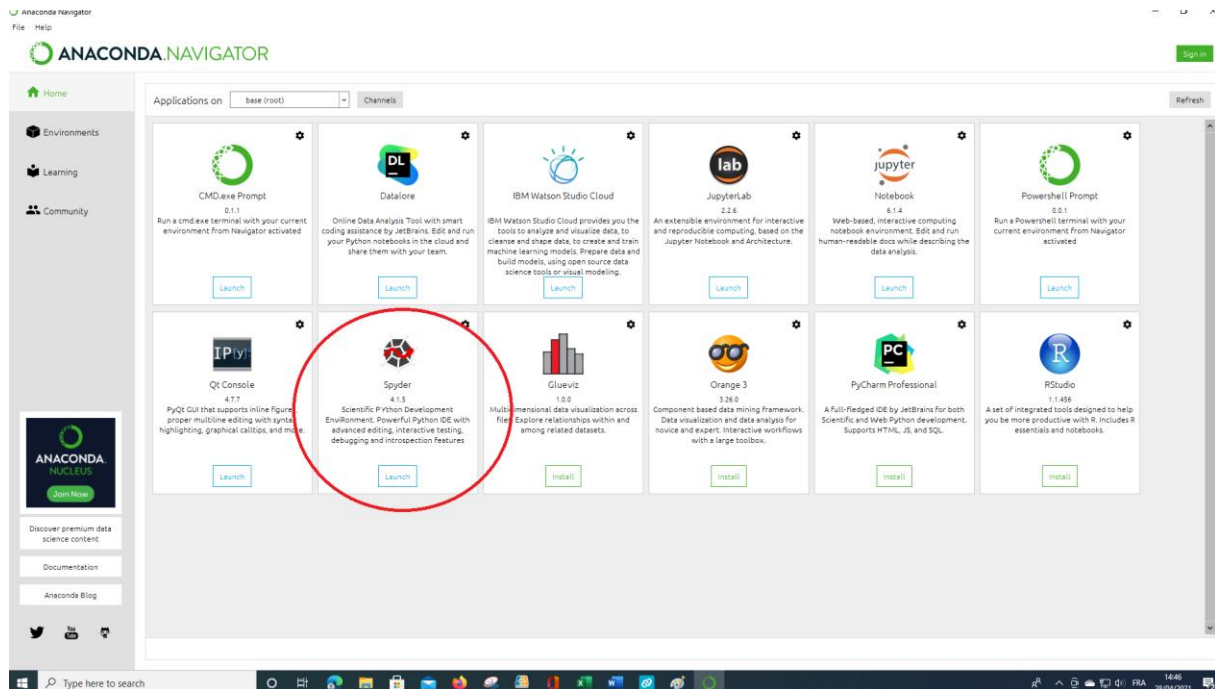 Anaconda Navigator
File Help
ANACONDA.NAVIGATOR
Sign in
Home
Environments
Learning
Community
Applications on base (root) Channels
Refresh
CMD.exe Prompt
0.1.1
Run a cmd.exe terminal with your current
environment from Navigator activated
Launch
DL
Datalore
Online Data Analysis Tool with smart
coding assistance by JetBrains. Edit and run
your Python notebooks in the cloud and
share them with your team.
Launch
IBM Watson Studio Cloud
IBM Watson Studio Cloud provides you the
tools to analyze and visualize data, to
cleanse and shape data, to create and train
machine learning models. Prepare data and
build models, using open source data
science tools or visual modeling.
Launch
lab
JupyterLab
2.2.6
An extensible environment for interactive
and reproducible computing, based on the
Jupyter Notebook and Architecture.
Launch
jupyter
Notebook
6.1.4
Web-based, interactive computing
notebook environment. Edit and run
human-readable docs while describing the
data analysis.
Launch
Powershell Prompt
0.0.1
Run a Powershell terminal with your
current environment from Navigator
activated
Launch
IP[y]:
Qt Console
4.7.7
PyQt GUI that supports inline figures,
proper multiline editing with syntax
highlighting, graphical calltips, and more.
Launch
Spyder
4.1.5
Scientific PYthon Development
EnviRonment. Powerful Python IDE with
advanced editing, interactive testing,
debugging and introspection features
Launch
Glueviz
1.0.0
Multidimensional data visualization across
files. Explore relationships within and
among related datasets.
Install
Orange 3
3.26.0
Component based data mining framework.
Data visualization and data analysis for
novice and expert. Interactive workflows
with a large toolbox.
Install
PC
PyCharm Professional
A full-fledged IDE by JetBrains for both
Scientific and Web Python development.
Supports HTML, JS, and SQL.
Install
R
RStudio
1.1.456
A set of integrated tools designed to help
you be more productive with R. Includes R
essentials and notebooks.
Install
ANACONDA.
NUCLEUS
Join Now
Discover premium data
science content
Documentation
Anaconda Blog
You
Tube
Type here to search
FRA
14:46
28/04/2021